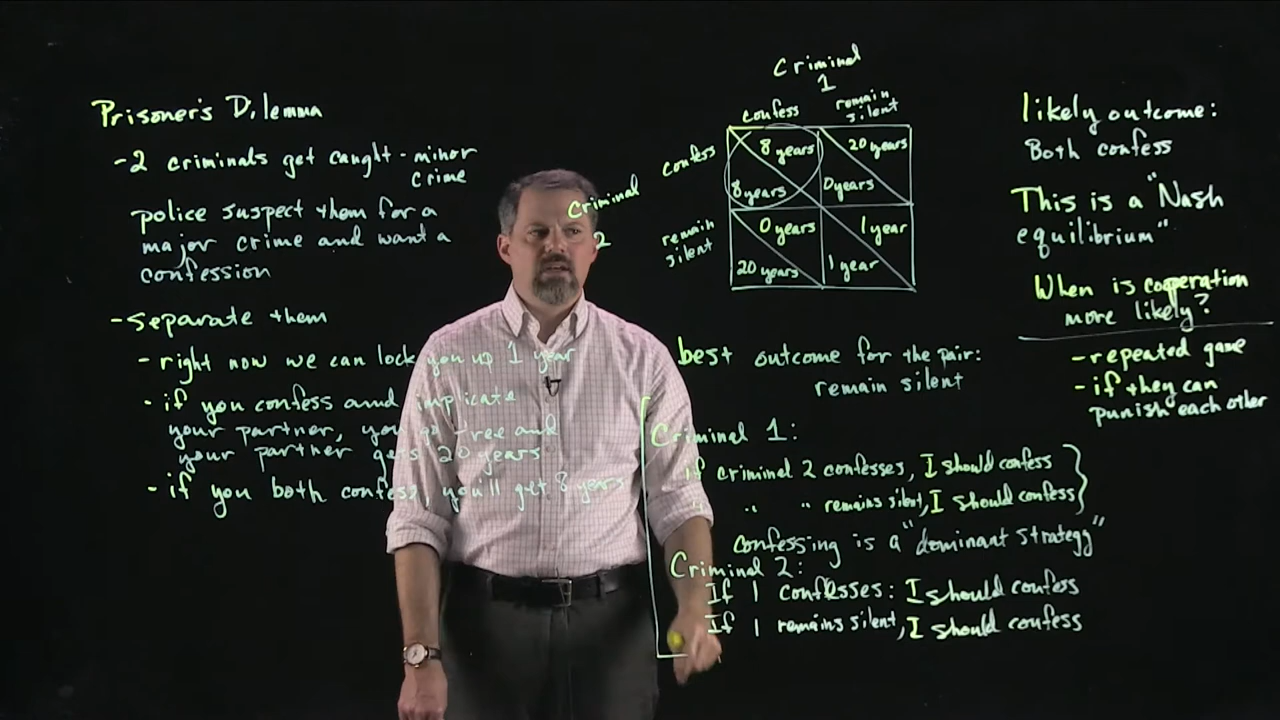 Prisoner's Dilemma
- 2 criminals get caught - minor
crime
police suspect them for a
major crime and want a
confession
- separate them
- right now we can lock you up 1 year
- if you confess and implicate
your partner, you go free and
your partner gets 20 years
- if you both confess, you'll get 8 years
Criminal
1
confess
remain
silent
Criminal
2
confess
8 years
20 years
8 years
0 years
remain
silent
0 years
1 year
20 years
1 year
best outcome for the pair:
remain silent
Criminal 1:
if criminal 2 confesses, I should confess
" " " remains silent, I should confess
confessing is a "dominant strategy"
Criminal 2:
If 1 confesses: I should confess
If 1 remains silent, I should confess
likely outcome:
Both confess
This is a "Nash
equilibrium"
When is cooperation
more likely?
- repeated game
- if they can
punish each other